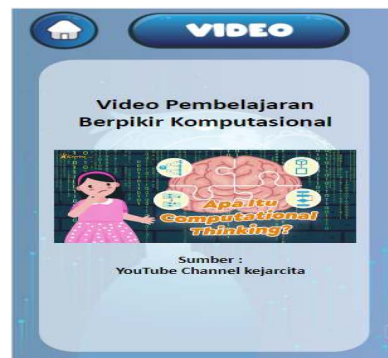 VIDEO
Video Pembelajaran
Berpikir Komputasional
Apa itu
Computational
Thinking?
Sumber :
YouTube Channel kejarcita